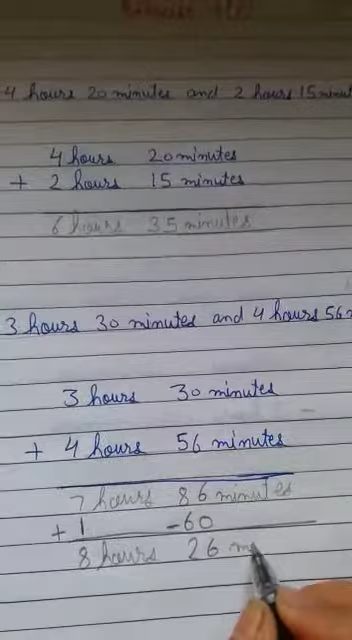 4 hours 20 minutes and 2 hours 15 minut
4 hours 20 minutes
+ 2 hours 15 minutes
6 hours 35 minutes
3 hours 30 minutes and 4 hours 56
3 hours 30 minutes
+ 4 hours 56 minutes
7 hours 86 minutes
+ 1 -60
8 hours 26 m